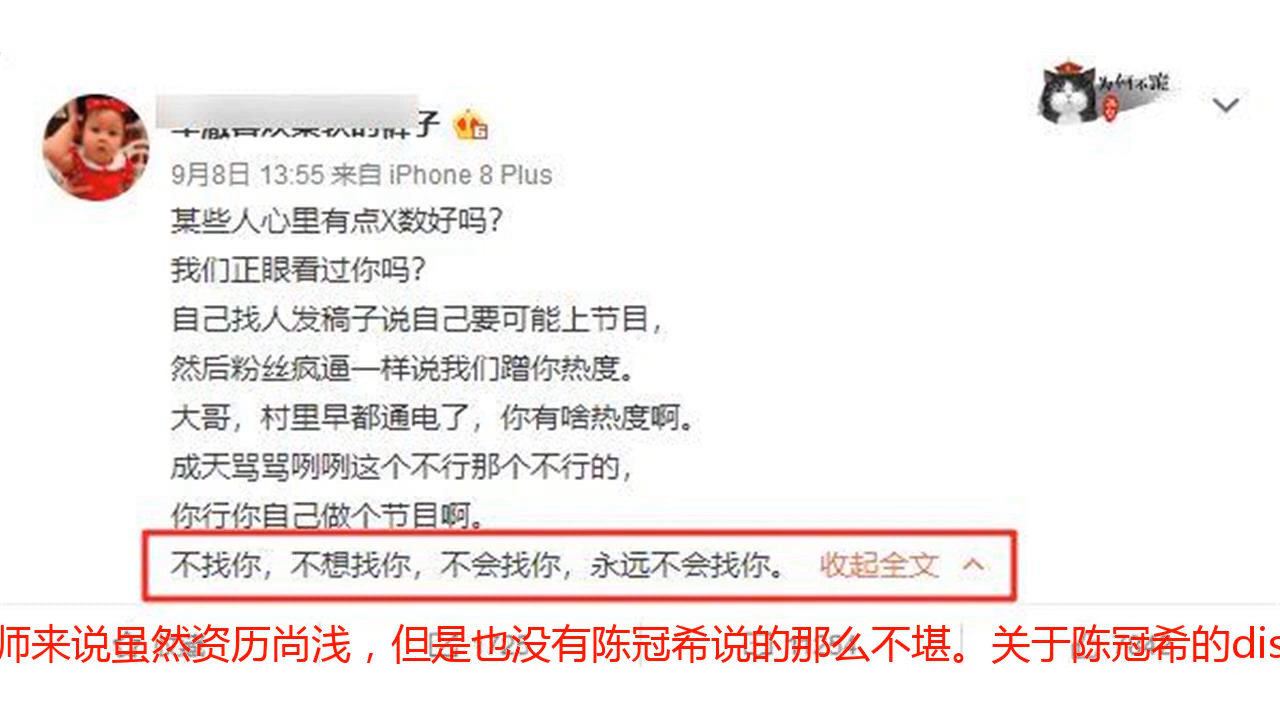 为何不跪
9月8日 13:55 来自 iPhone 8 Plus
某些人心里有点X数好吗?
我们正眼看过你吗?
自己找人发稿子说自己要可能上节目，
然后粉丝疯逼一样说我们蹭你热度。
大哥，村里早都通电了，你有啥热度啊。
成天骂骂咧咧这个不行那个不行的，
你行你自己做个节目啊。
不找你，不想找你，不会找你，永远不会找你。 收起全文
师来说虽然资历尚浅，但是也没有陈冠希说的那么不堪。关于陈冠希的dis